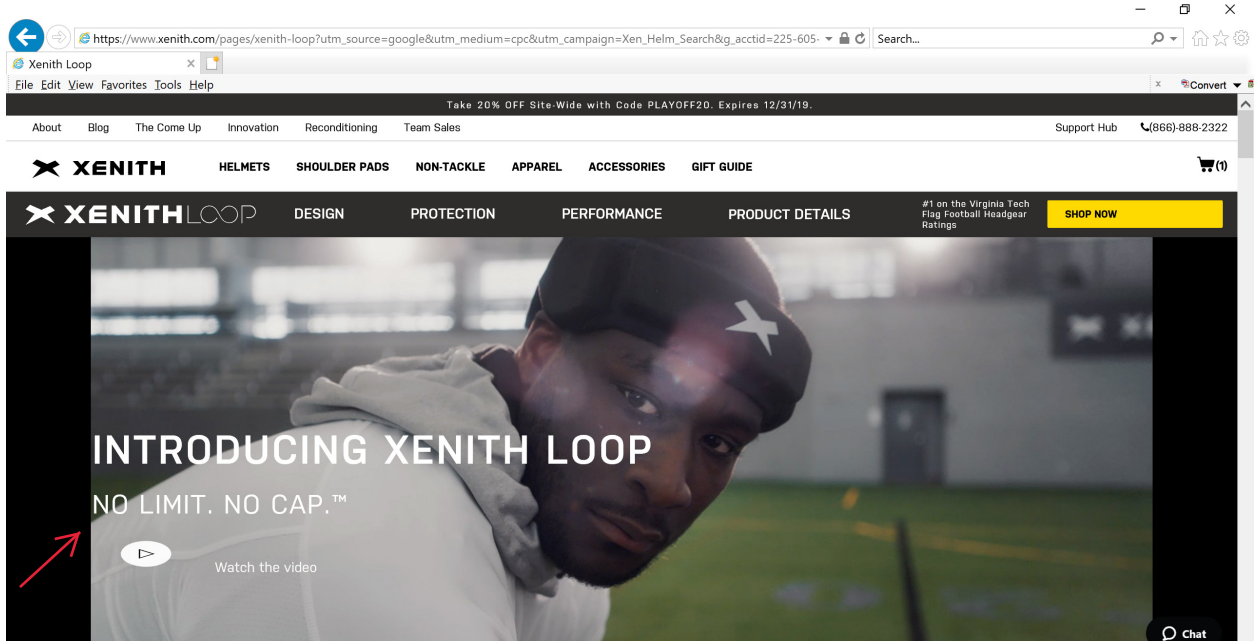 https://www.xenith.com/pages/xenith-loop?utm_source=google&utm_medium=cpc&utm_campaign=Xen_Helm_Search&g_acctid=225-605- Search...
Xenith Loop
File Edit View Favorites Tools Help x Convert
Take 20% OFF Site-Wide with Code PLAYOFF20. Expires 12/31/19.
About Blog The Come Up Innovation Reconditioning Team Sales Support Hub (866)-888-2322
XENITH HELMETS SHOULDER PADS NON-TACKLE APPAREL ACCESSORIES GIFT GUIDE (1)
XENITH LOOP DESIGN PROTECTION PERFORMANCE PRODUCT DETAILS
#1 on the Virginia Tech
Flag Football Headgear
Ratings
SHOP NOW
INTRODUCING XENITH LOOP
NO LIMIT. NO CAP.™
Watch the video
Chat